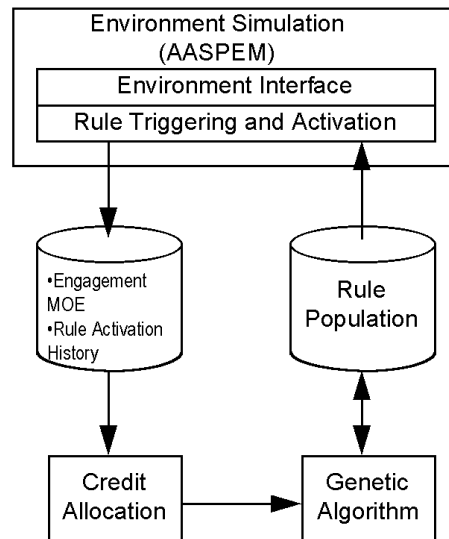 Environment Simulation
(AASPEM)
Environment Interface
Rule Triggering and Activation
•Engagement
MOE
•Rule Activation
History
Rule
Population
Credit
Allocation
Genetic
Algorithm